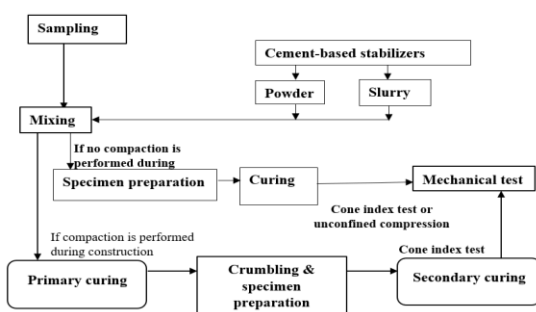 Sampling
Cement-based stabilizers
Powder
Slurry
Mixing
If no compaction is
performed during
Specimen preparation
Curing
Mechanical test
Cone index test or
unconfined compression
If compaction is performed
during construction
Cone index test
Primary curing
Crumbling &
specimen
preparation
Secondary curing